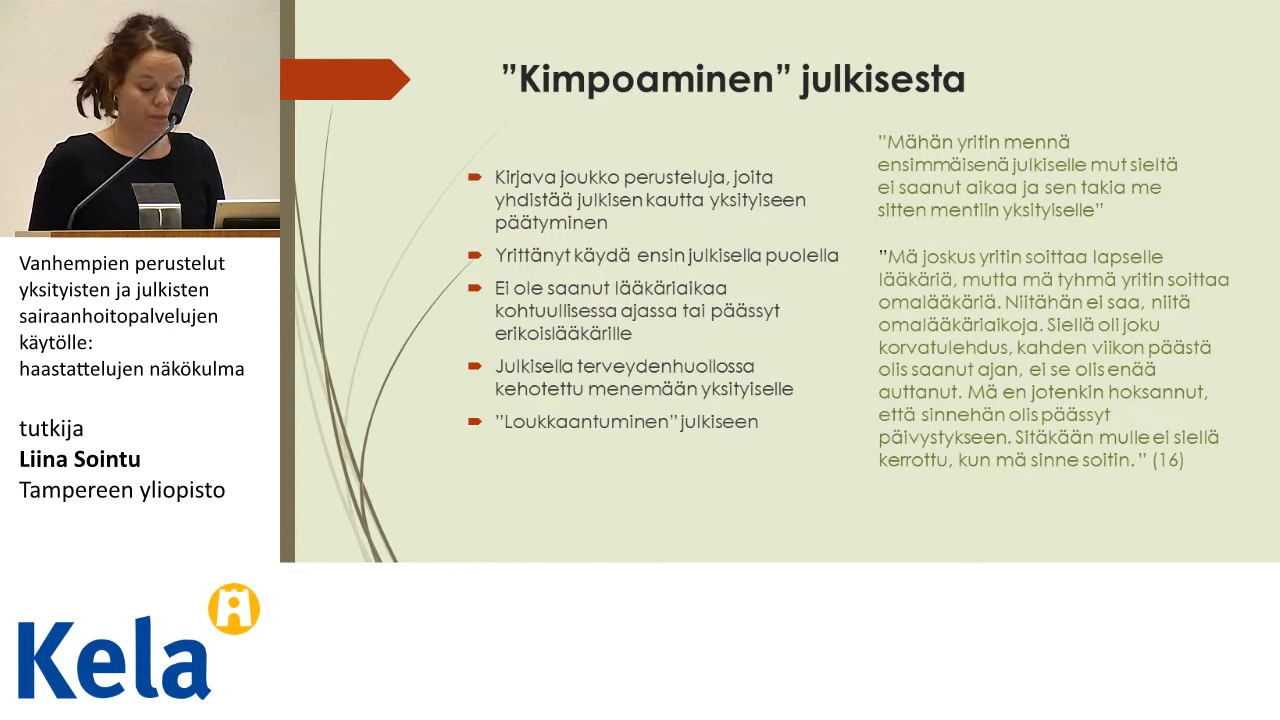 ”Kimpoaminen” julkisesta
Kirjava joukko perusteluja, joita
yhdistää julkisen kautta yksityiseen
päätyminen
Yrittänyt käydä ensin julkisella puolella
Ei ole saanut lääkäriaikaa
kohtuullisessa ajassa tai päässyt
erikoislääkärille
Julkisella terveydenhuollossa
kehotettu menemään yksityiselle
”Loukkaantuminen” julkiseen
”Mähän yritin mennä
ensimmäisenä julkiselle mut sieltä
ei saanut aikaa ja sen takia me
sitten mentiin yksityiselle”
”Mä joskus yritin soittaa lapselle
lääkäriä, mutta mä tyhmä yritin soittaa
omalääkäriä. Niitähän ei saa, niitä
omalääkäriaikoja. Siellä oli joku
korvatulehdus, kahden viikon päästä
olis saanut ajan, ei se olis enää
auttanut. Mä en jotenkin hoksannut,
että sinnehän olis päässyt
päivystykseen. Sitäkään mulle ei siellä
kerrottu, kun mä sinne soitin. ” (16)
Vanhempien perustelut
yksityisten ja julkisten
sairaanhoitopalvelujen
käytölle:
haastattelujen näkökulma
tutkija
Liina Sointu
Tampereen yliopisto
Kela